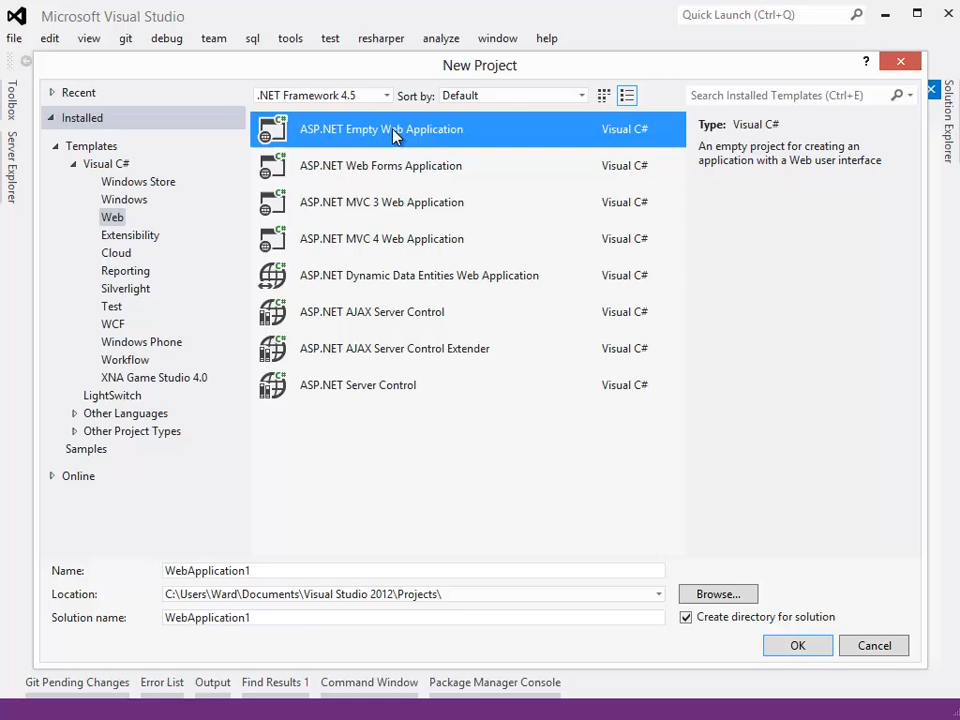 Microsoft Visual Studio
Quick Launch (Ctrl+Q)
file edit view git debug team sql tools test resharper analyze window help
New Project
?
Toolbox
Server Explorer
Solution Explorer
Recent
.NET Framework 4.5
Sort by: Default
Search Installed Templates (Ctrl+E)
Installed
Templates
Visual C#
Windows Store
Windows
Web
Extensibility
Cloud
Reporting
Silverlight
Test
WCF
Windows Phone
Workflow
XNA Game Studio 4.0
LightSwitch
Other Languages
Other Project Types
Samples
Online
ASP.NET Empty Web Application Visual C#
ASP.NET Web Forms Application Visual C#
ASP.NET MVC 3 Web Application Visual C#
ASP.NET MVC 4 Web Application Visual C#
ASP.NET Dynamic Data Entities Web Application Visual C#
ASP.NET AJAX Server Control Visual C#
ASP.NET AJAX Server Control Extender Visual C#
ASP.NET Server Control Visual C#
Type: Visual C#
An empty project for creating an
application with a Web user interface
Name: WebApplication1
Location: C:\Users\Ward\Documents\Visual Studio 2012\Projects\
Browse...
Solution name: WebApplication1
Create directory for solution
OK
Cancel
Git Pending Changes Error List Output Find Results 1 Command Window Package Manager Console